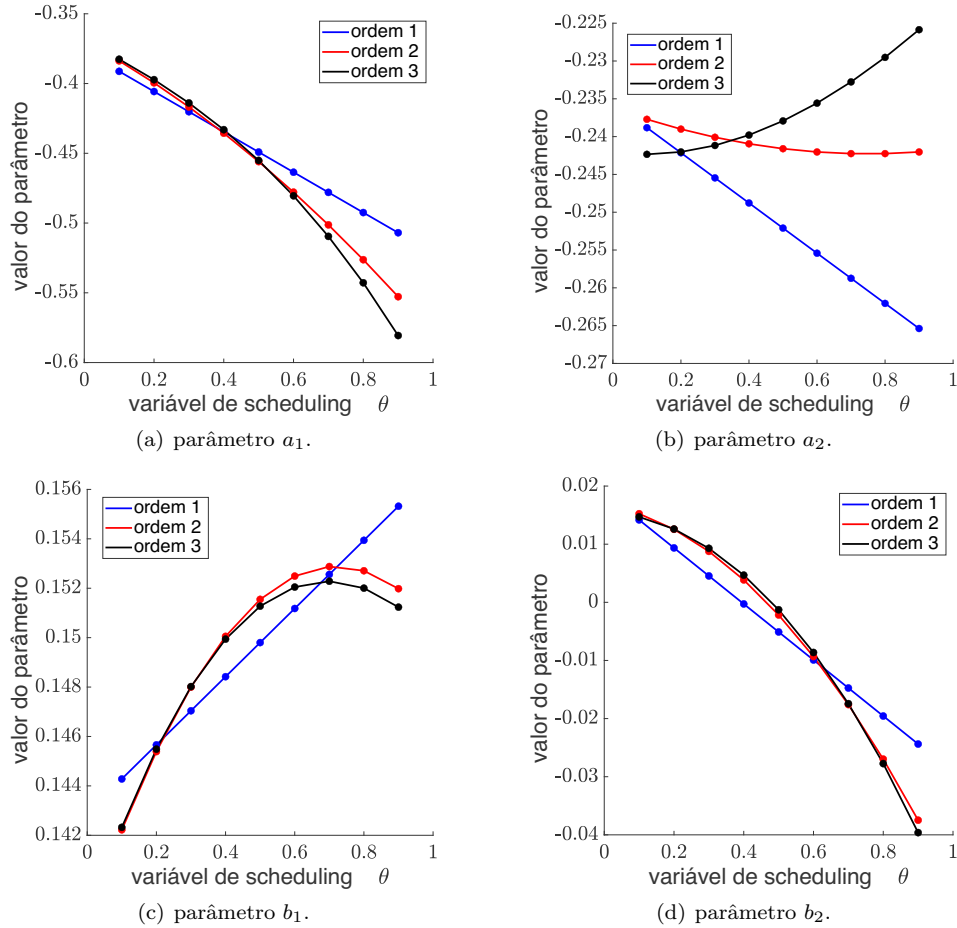 -0.35
-0.4
-0.45
-0.5
-0.55
-0.6
valor do parâmetro
ordem 1
ordem 2
ordem 3
0 0.2 0.4 0.6 0.8 1
variável de scheduling θ
(a) parâmetro a₁.
-0.225
-0.23
-0.235
-0.24
-0.245
-0.25
-0.255
-0.26
-0.265
-0.27
valor do parâmetro
ordem 1
ordem 2
ordem 3
0 0.2 0.4 0.6 0.8 1
variável de scheduling θ
(b) parâmetro a₂.
0.156
0.154
0.152
0.15
0.148
0.146
0.144
0.142
valor do parâmetro
ordem 1
ordem 2
ordem 3
0 0.2 0.4 0.6 0.8 1
variável de scheduling θ
(c) parâmetro b₁.
0.02
0.01
0
-0.01
-0.02
-0.03
-0.04
valor do parâmetro
ordem 1
ordem 2
ordem 3
0 0.2 0.4 0.6 0.8 1
variável de scheduling θ
(d) parâmetro b₂.